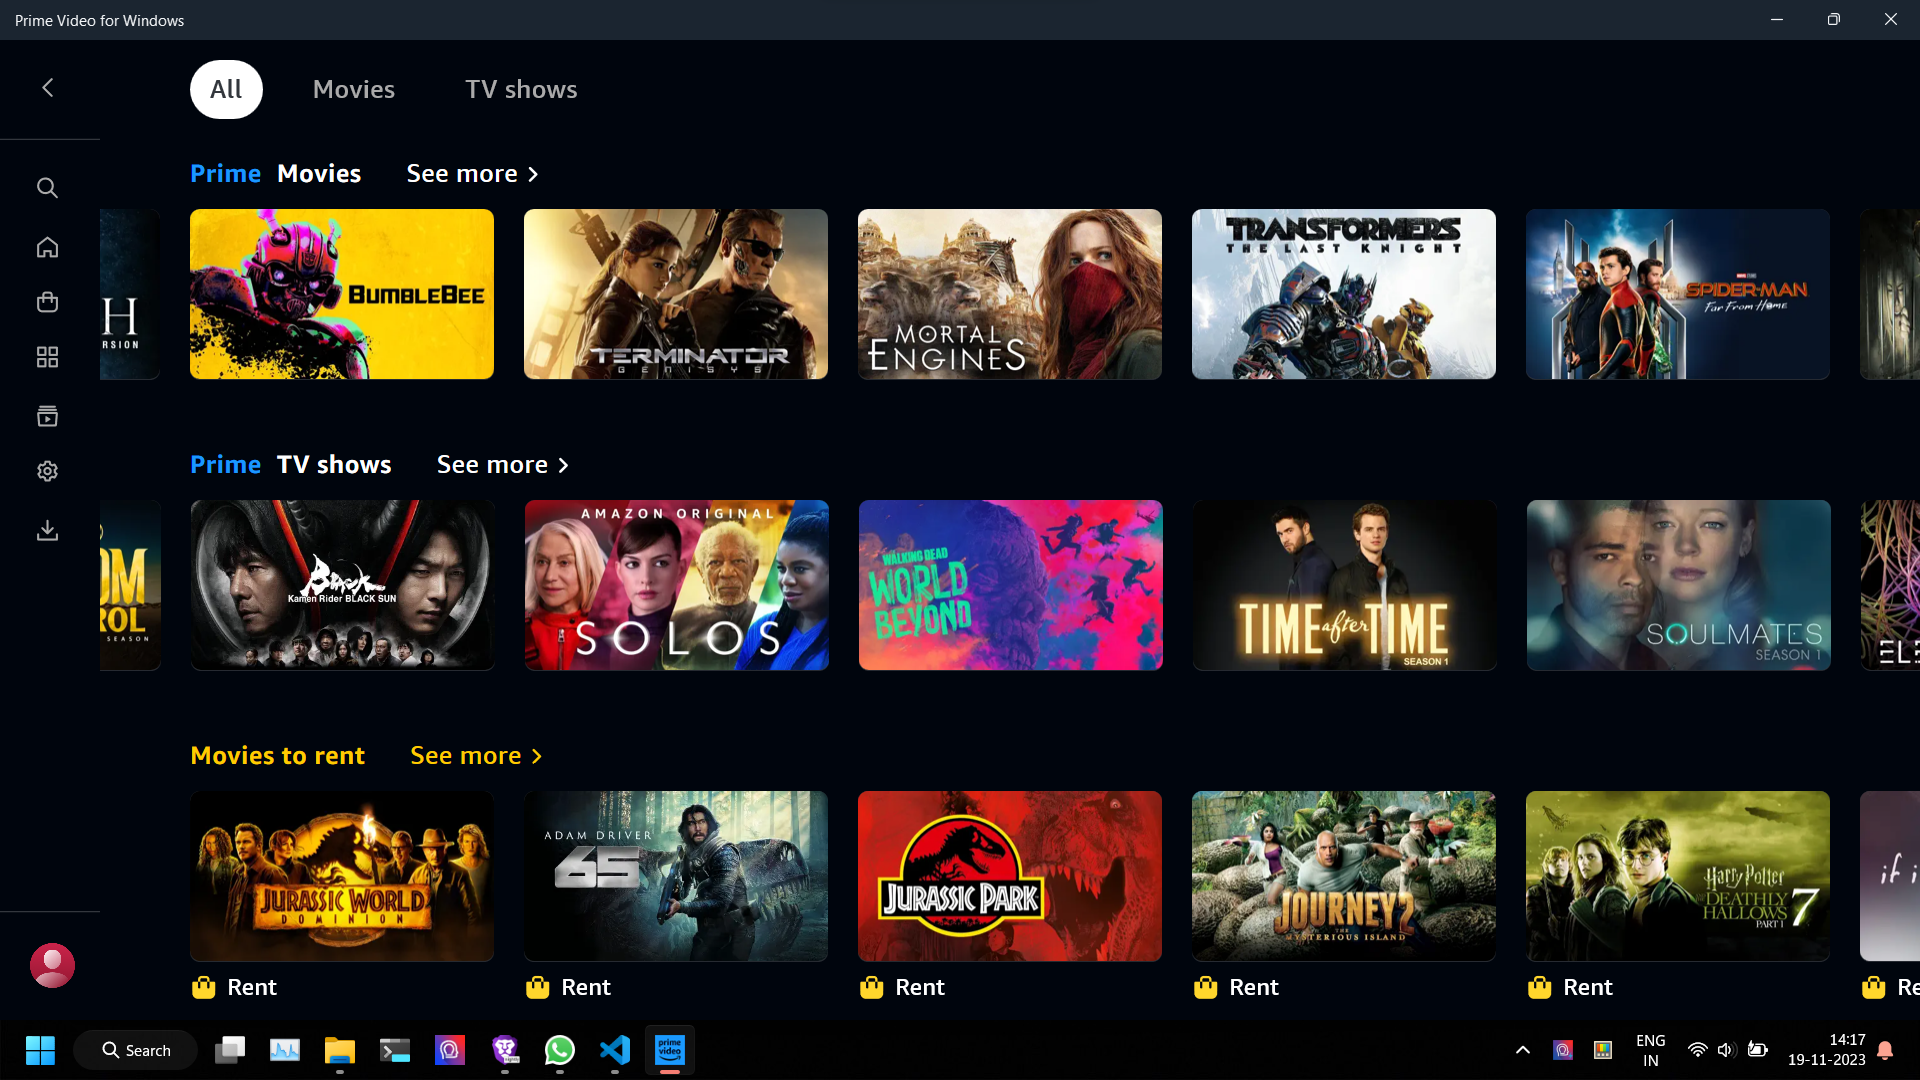 Prime Video for Windows
All
Movies
TV shows
Prime Movies See more
H
RSION
BUMBLEBEE
TERMINATOR
GENISYS
MORTAL
ENGINES
TRANSFORMERS
THE LAST KNIGHT
SPIDER-MAN
Far From Home
Prime TV shows See more
OM
ROL
SEASON
BLACK
Kamen Rider BLACK SUN
AMAZON ORIGINAL
SOLOS
WALKING DEAD
WORLD
BEYOND
TIME after TIME
SEASON 1
SOULMATES
SEASON 1
ELE
Movies to rent See more
JURASSIC WORLD
DOMINION
ADAM DRIVER
65
JURASSIC PARK
JOURNEY 2
THE
MYSTERIOUS ISLAND
Harry Potter
AND THE
DEATHLY
HALLOWS
PART 1
7
if i
Rent
Rent
Rent
Rent
Rent
Re
Search
prime
video
ENG
IN
14:17
19-11-2023